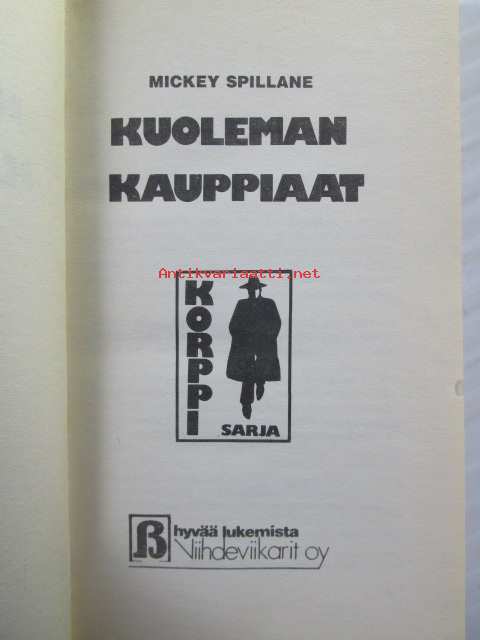 MICKEY SPILLANE
KUOLEMAN
KAUPPIAAT
Antikvariaatti.net
KORPPI
SARJA
hyvää lukemista
Viihdeviikarit oy